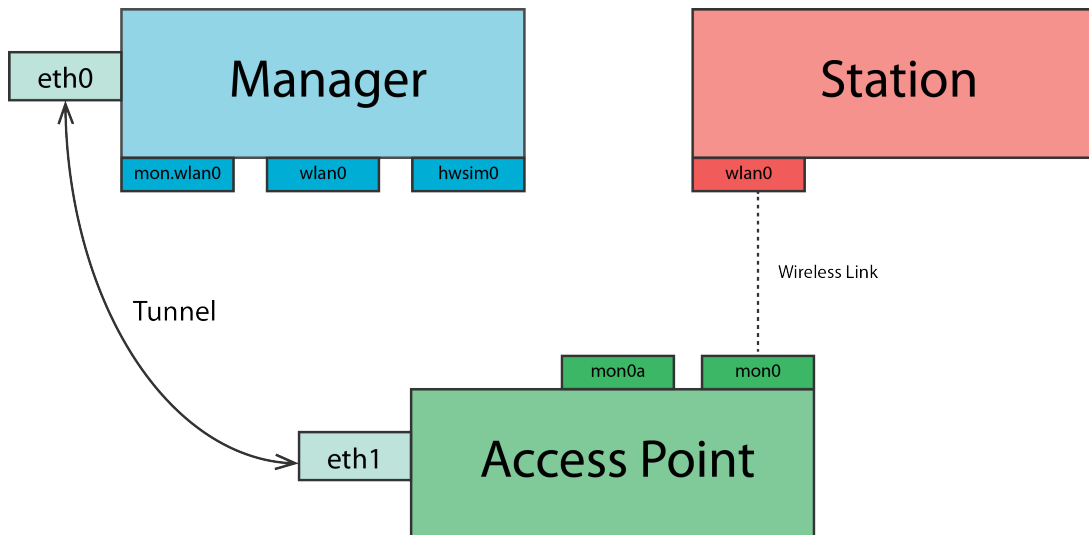 eth0
Manager
Station
mon.wlan0
wlan0
hwsim0
wlan0
Wireless Link
Tunnel
mon0a
mon0
eth1
Access Point